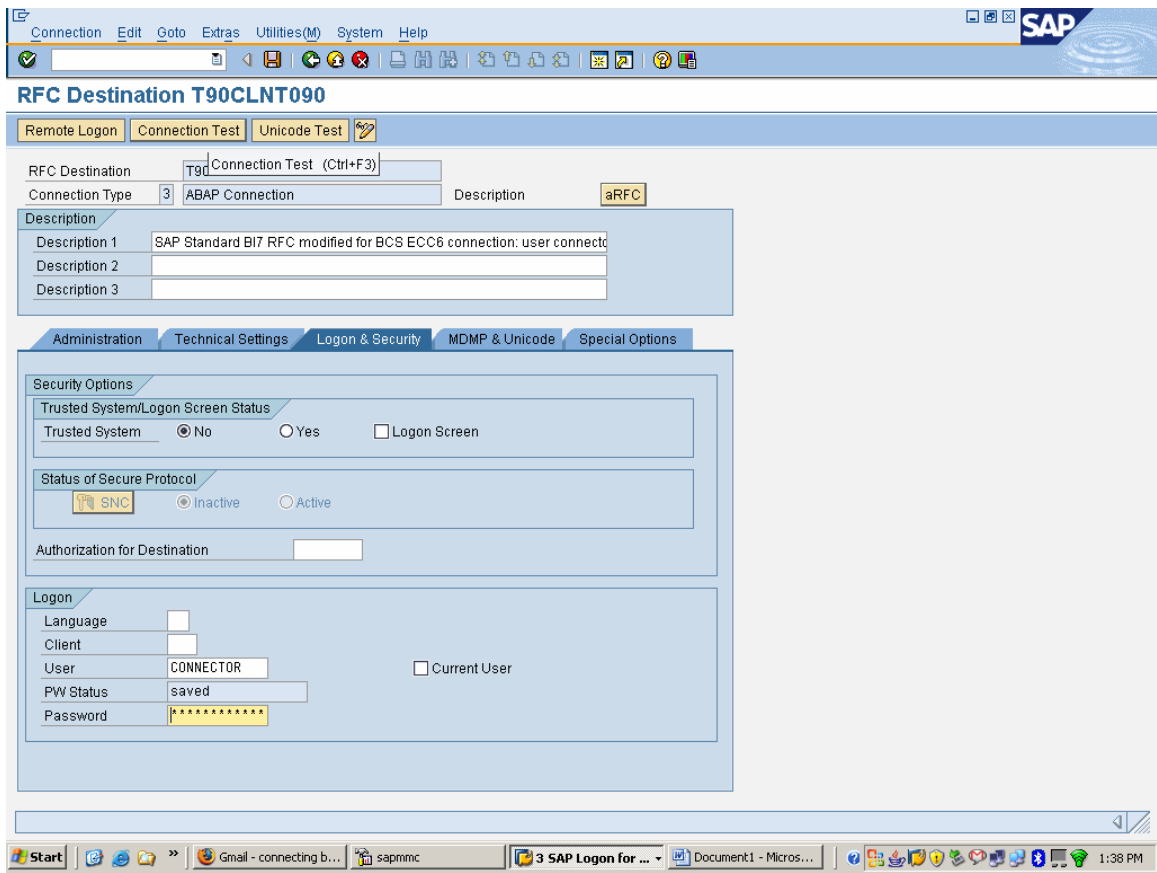 Connection Edit Goto Extras Utilities(M) System Help
SAP
RFC Destination T90CLNT090
Remote Logon Connection Test Unicode Test
RFC Destination T90
Connection Test (Ctrl+F3)
Connection Type 3 ABAP Connection Description aRFC
Description
Description 1 SAP Standard BI7 RFC modified for BCS ECC6 connection: user connecto
Description 2
Description 3
Administration Technical Settings Logon & Security MDMP & Unicode Special Options
Security Options
Trusted System/Logon Screen Status
Trusted System No Yes Logon Screen
Status of Secure Protocol
SNC Inactive Active
Authorization for Destination
Logon
Language
Client
User CONNECTOR Current User
PW Status saved
Password ************
Start » Gmail - connecting b... sapmmc 3 SAP Logon for ... Document1 - Micros... 1:38 PM